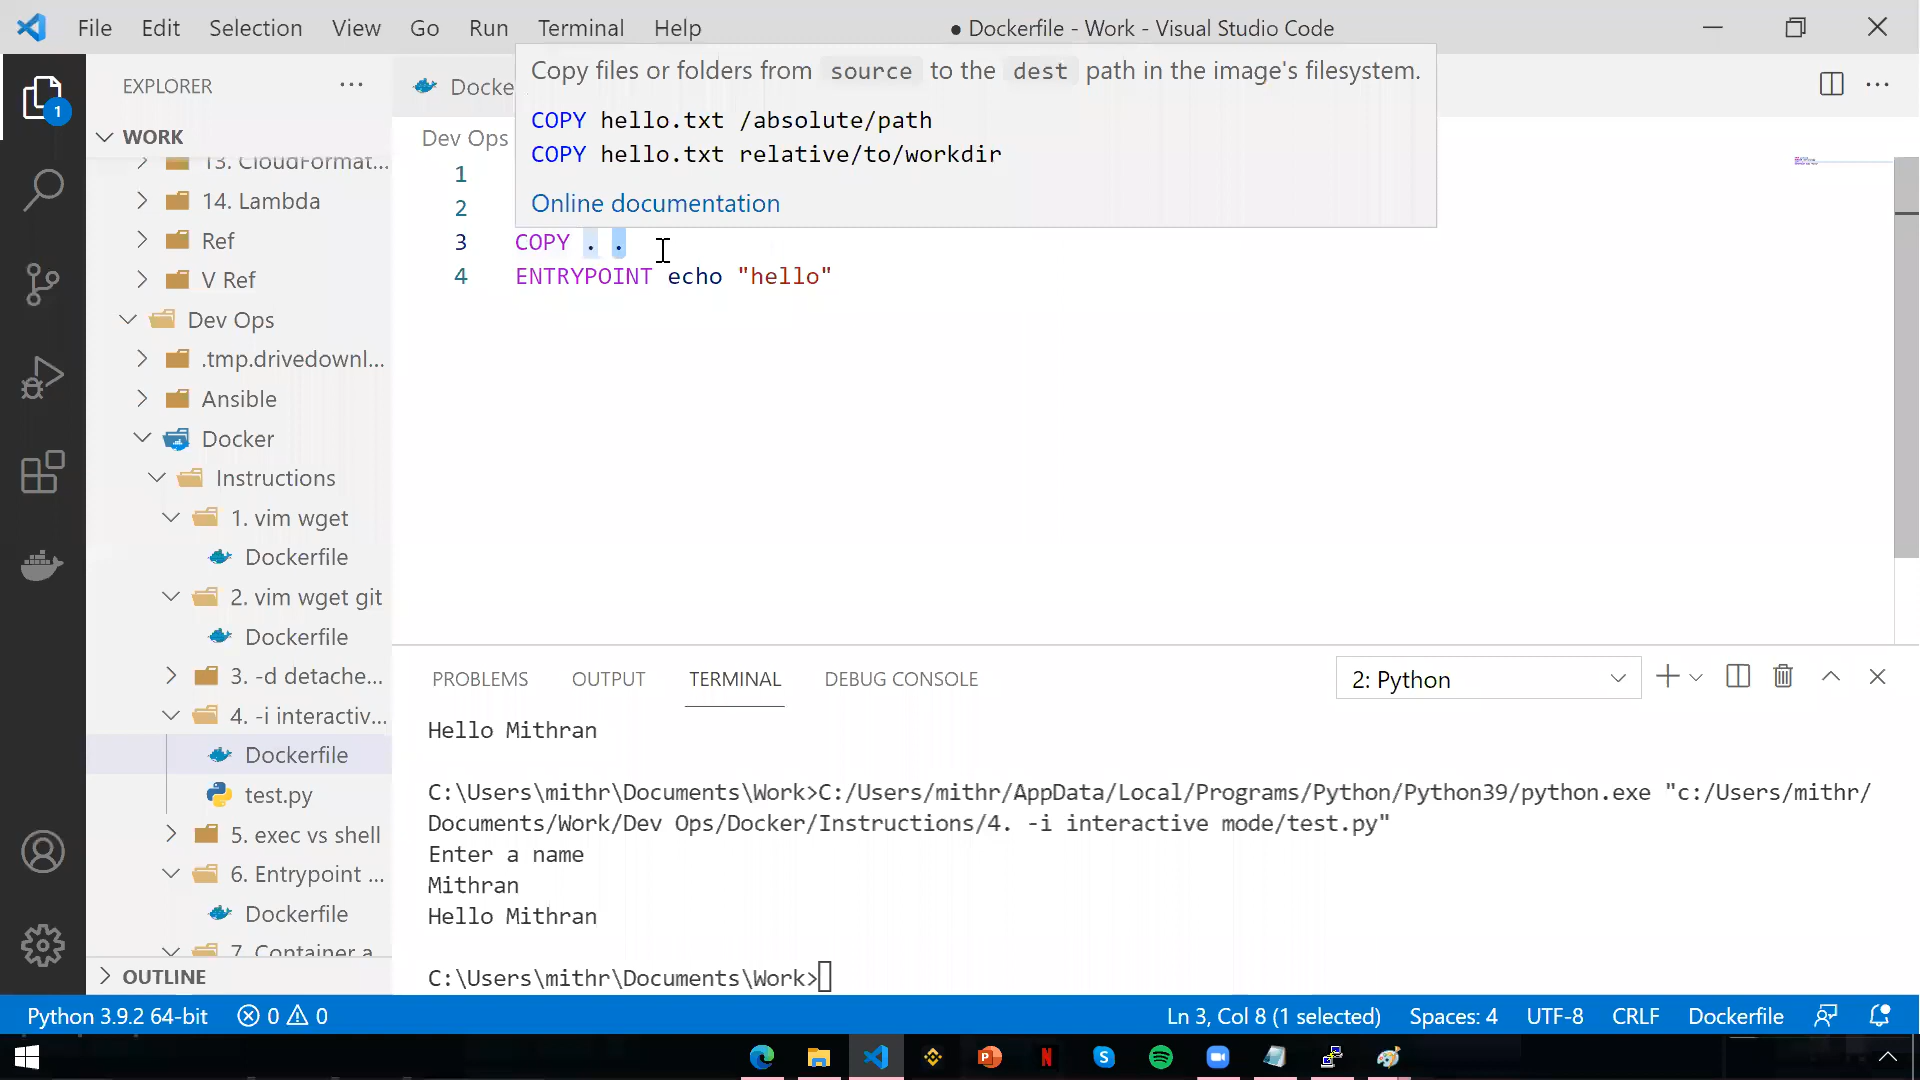 File Edit Selection View Go Run Terminal Help
● Dockerfile - Work - Visual Studio Code
EXPLORER
Docke
Copy files or folders from source to the dest path in the image's filesystem.
COPY hello.txt /absolute/path
COPY hello.txt relative/to/workdir
Online documentation
1
WORK
Dev Ops
13. CloudFormat...
14. Lambda
Ref
V Ref
Dev Ops
.tmp.drivedownl...
Ansible
Docker
Instructions
1. vim wget
Dockerfile
2. vim wget git
Dockerfile
3. -d detache...
4. -i interactiv...
Dockerfile
test.py
5. exec vs shell
6. Entrypoint ...
Dockerfile
7. Container a
OUTLINE
1
2
3 COPY . .
4 ENTRYPOINT echo "hello"
PROBLEMS OUTPUT TERMINAL DEBUG CONSOLE
2: Python
Hello Mithran
C:\Users\mithr\Documents\Work>C:/Users/mithr/AppData/Local/Programs/Python/Python39/python.exe "c:/Users/mithr/
Documents/Work/Dev Ops/Docker/Instructions/4. -i interactive mode/test.py"
Enter a name
Mithran
Hello Mithran
C:\Users\mithr\Documents\Work>
Python 3.9.2 64-bit 0 0 Ln 3, Col 8 (1 selected) Spaces: 4 UTF-8 CRLF Dockerfile